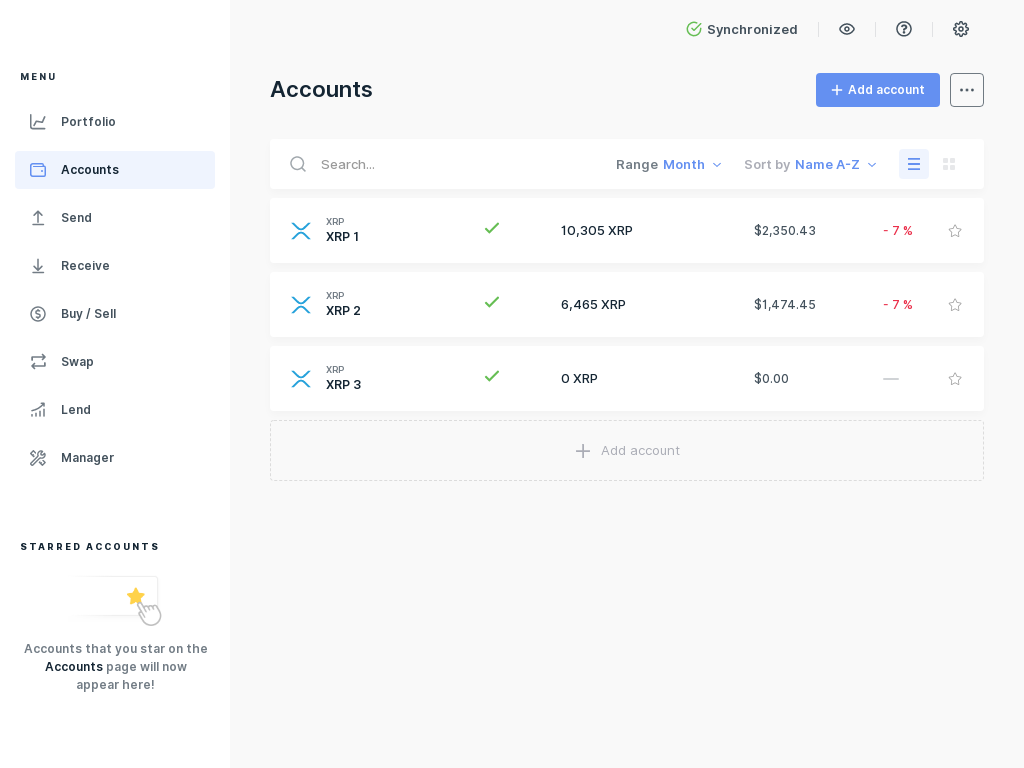 Synchronized
MENU
Portfolio
Accounts
Send
Receive
Buy / Sell
Swap
Lend
Manager
STARRED ACCOUNTS
Accounts that you star on the
Accounts page will now
appear here!
Accounts
Add account
Search...
Range Month
Sort by Name A-Z
XRP
XRP 1
10,305 XRP
$2,350.43
- 7 %
XRP
XRP 2
6,465 XRP
$1,474.45
- 7 %
XRP
XRP 3
0 XRP
$0.00
—
Add account